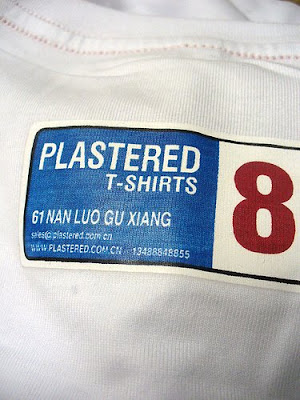 PLASTERED
T-SHIRTS
8
61 NAN LUO GU XIANG
sales@plastered.com.cn
www.PLASTERED.COM.CN - 13488848855